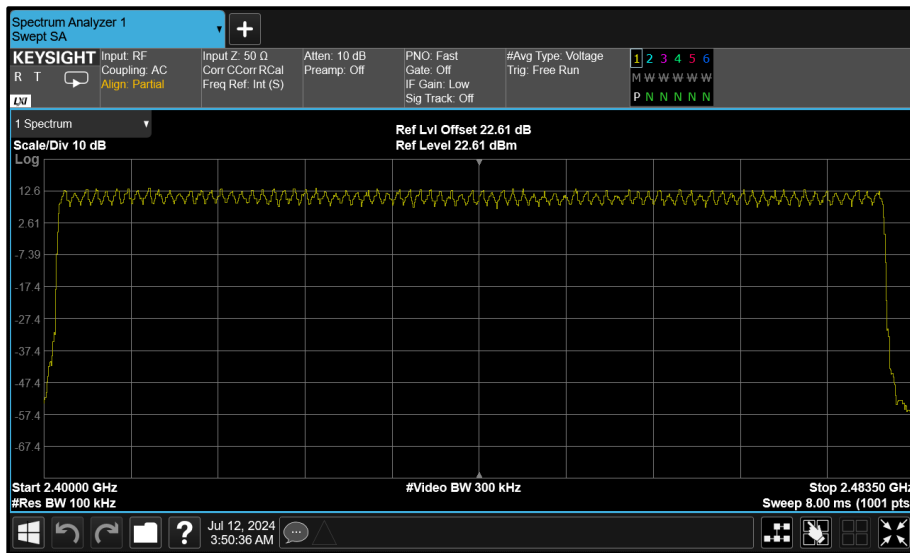 Spectrum Analyzer 1
Swept SA
+
KEYSIGHT
R T
LXI
Input: RF
Coupling: AC
Align: Partial
Input Z: 50 Ω
Corr CCorr RCal
Freq Ref: Int (S)
Atten: 10 dB
Preamp: Off
PNO: Fast
Gate: Off
IF Gain: Low
Sig Track: Off
#Avg Type: Voltage
Trig: Free Run
1 2 3 4 5 6
M W W W W W
P N N N N N
1 Spectrum
Scale/Div 10 dB
Ref Lvl Offset 22.61 dB
Ref Level 22.61 dBm
Log
12.6
2.61
-7.39
-17.4
-27.4
-37.4
-47.4
-57.4
-67.4
Start 2.40000 GHz
#Res BW 100 kHz
#Video BW 300 kHz
Stop 2.48350 GHz
Sweep 8.00 ms (1001 pts
?
Jul 12, 2024
3:50:36 AM